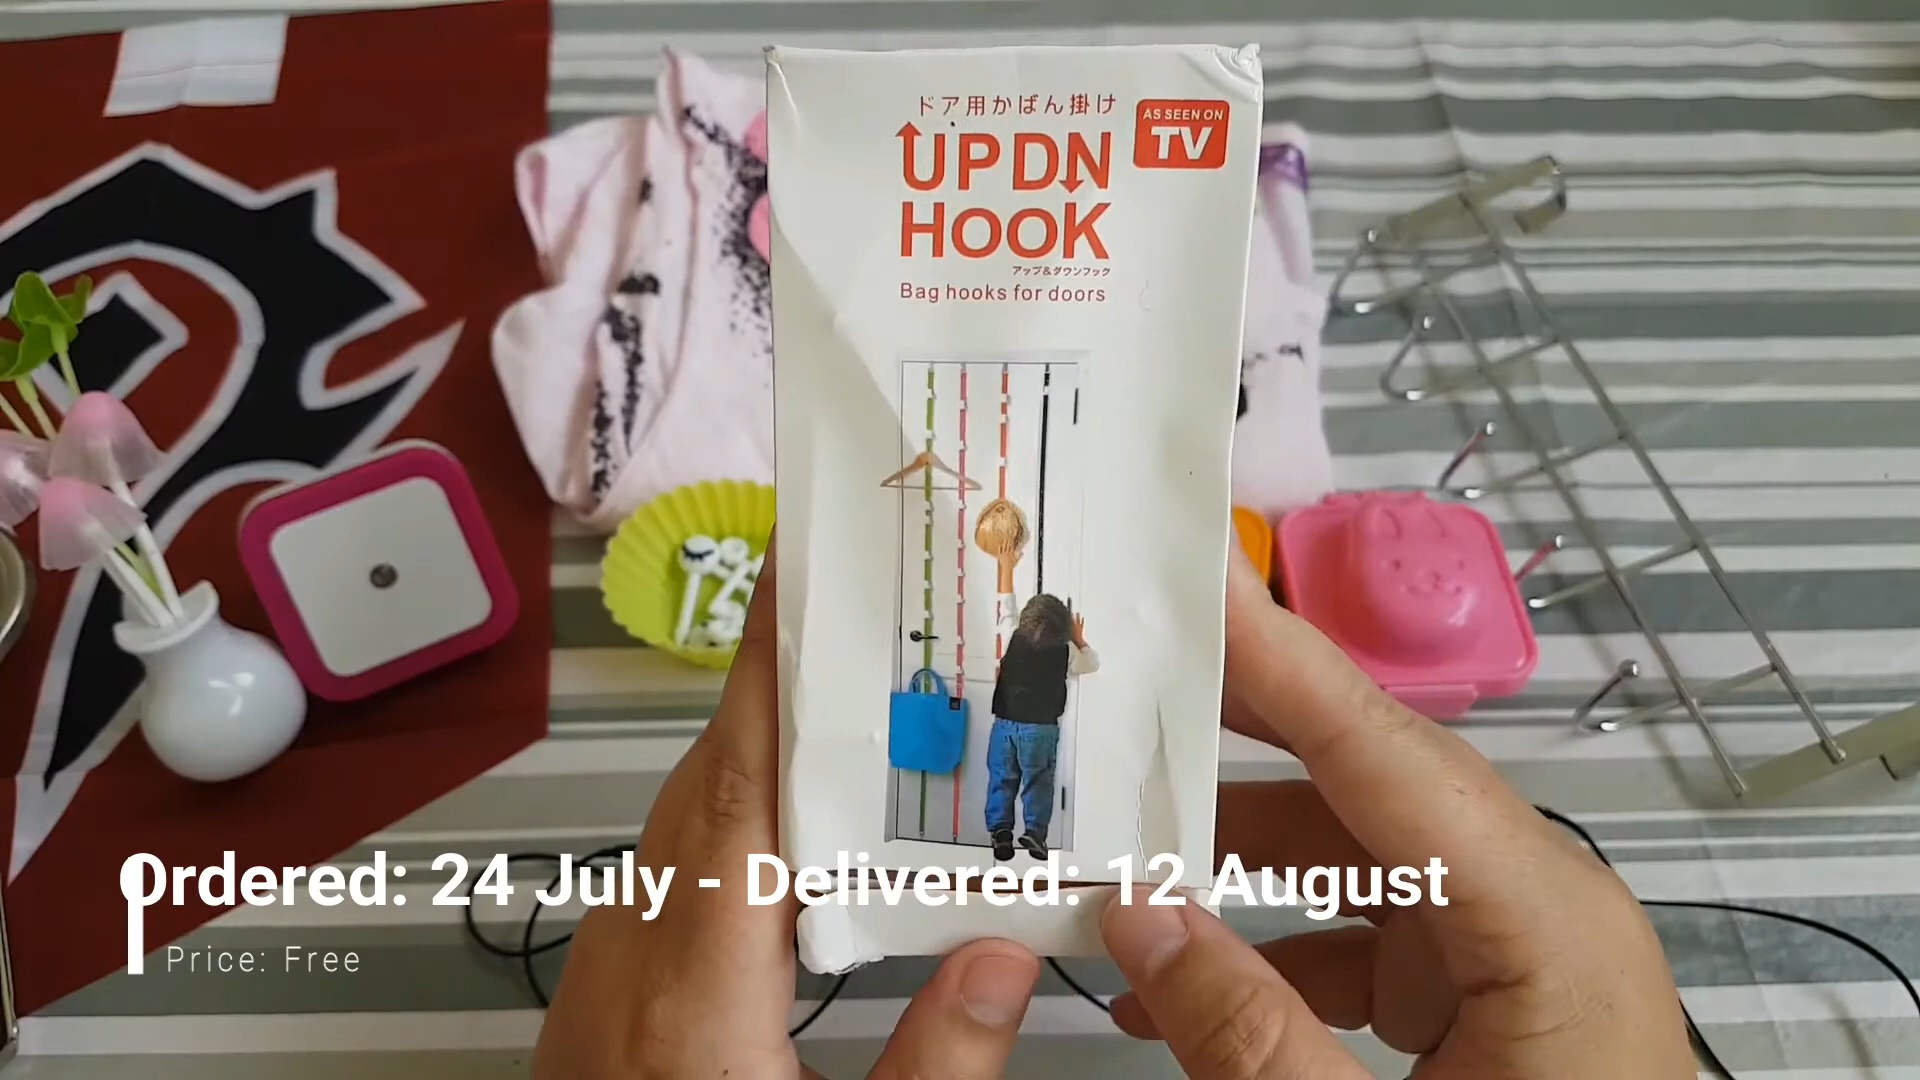 ドア用かばん掛け
AS SEEN ON
TV
UP DN
HOOK
アップ&ダウンフック
Bag hooks for doors
Ordered: 24 July - Delivered: 12 August
Price: Free